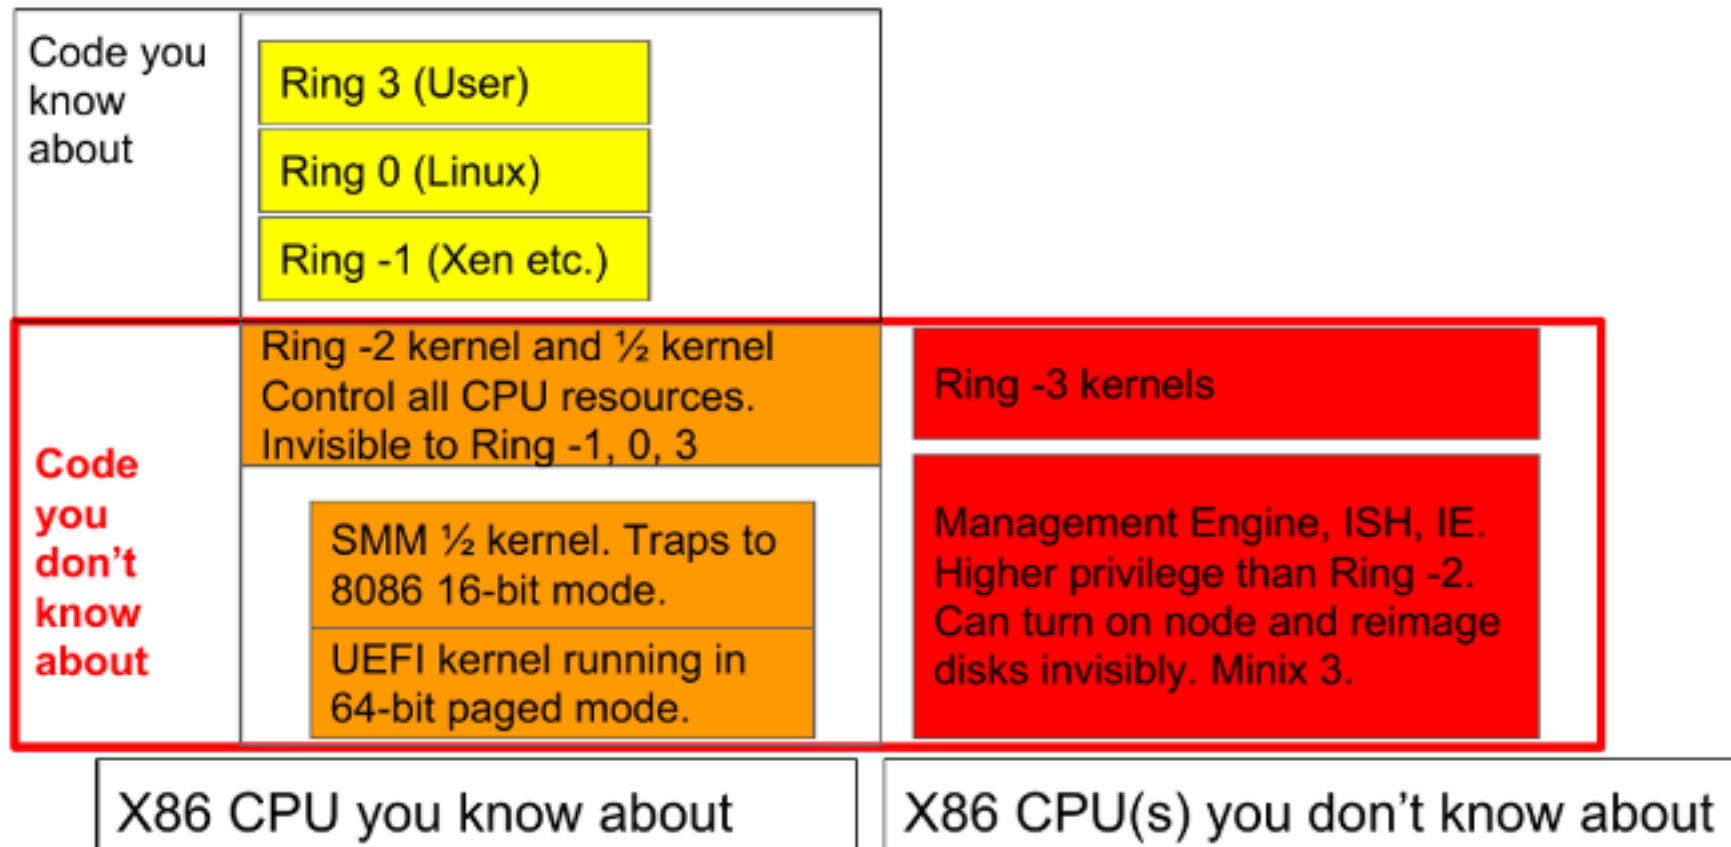 Code you
know
about
Ring 3 (User)
Ring 0 (Linux)
Ring -1 (Xen etc.)
Code
you
don't
know
about
Ring -2 kernel and ½ kernel
Control all CPU resources.
Invisible to Ring -1, 0, 3
SMM ½ kernel. Traps to
8086 16-bit mode.
UEFI kernel running in
64-bit paged mode.
Ring -3 kernels
Management Engine, ISH, IE.
Higher privilege than Ring -2.
Can turn on node and reimage
disks invisibly. Minix 3.
X86 CPU you know about
X86 CPU(s) you don't know about